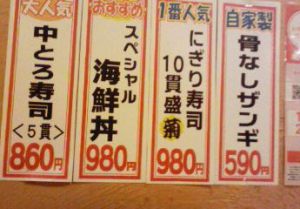 大人気
中とろ寿司
<5貫>
860円
おすすめ
スペシャル
海鮮丼
980円
1番人気
にぎり寿司
10貫盛
菊
980円
自家製
骨なしザンギ
590円